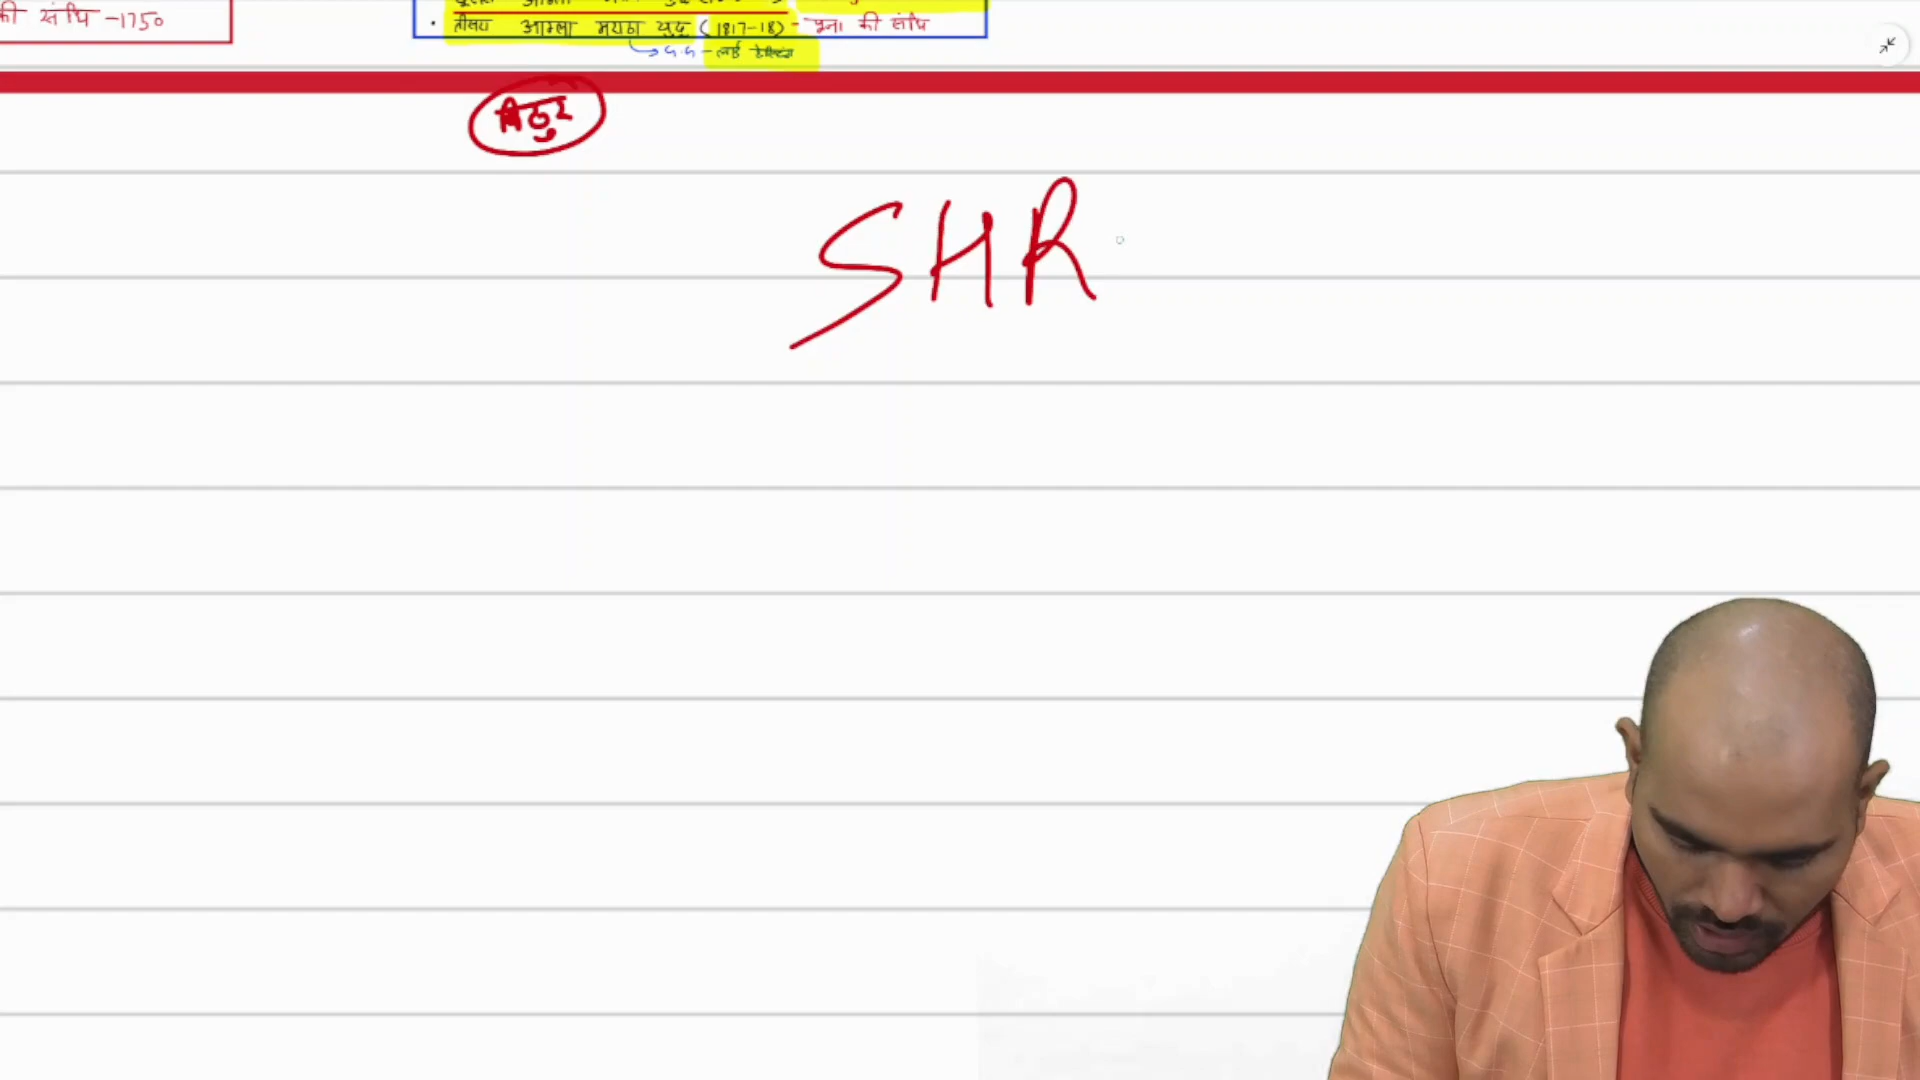 की संधि -1750
तीसरा आंग्ला मराठा युद्ध (1817-18) - पूना की संधि
G.G - लार्ड हेस्टिंग्स
बिठुर
SHR